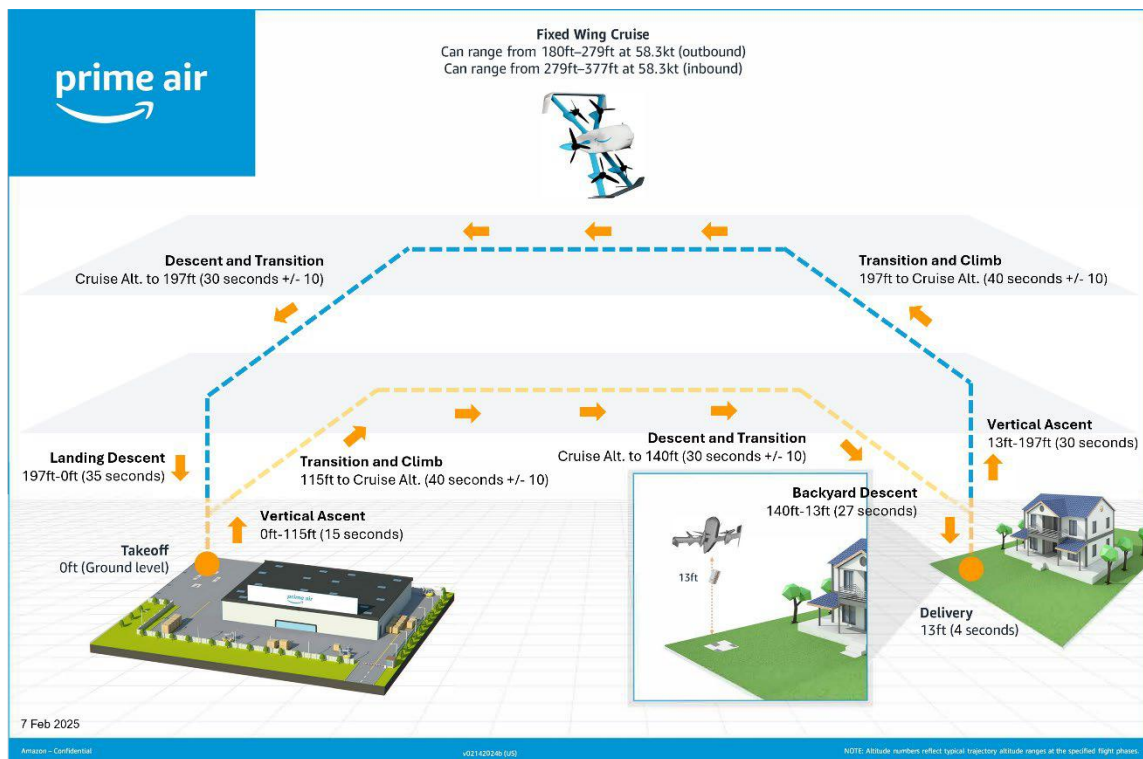 prime air
Fixed Wing Cruise
Can range from 180ft–279ft at 58.3kt (outbound)
Can range from 279ft–377ft at 58.3kt (inbound)
Descent and Transition
Cruise Alt. to 197ft (30 seconds +/- 10)
Transition and Climb
197ft to Cruise Alt. (40 seconds +/- 10)
Landing Descent
197ft-0ft (35 seconds)
Transition and Climb
115ft to Cruise Alt. (40 seconds +/- 10)
Descent and Transition
Cruise Alt. to 140ft (30 seconds +/- 10)
Vertical Ascent
13ft-197ft (30 seconds)
Backyard Descent
140ft-13ft (27 seconds)
Vertical Ascent
0ft-115ft (15 seconds)
Takeoff
0ft (Ground level)
13ft
prime air
Delivery
13ft (4 seconds)
7 Feb 2025
Amazon – Confidential
v02142024b (US)
NOTE: Altitude numbers reflect typical trajectory altitude ranges at the specified flight phases.